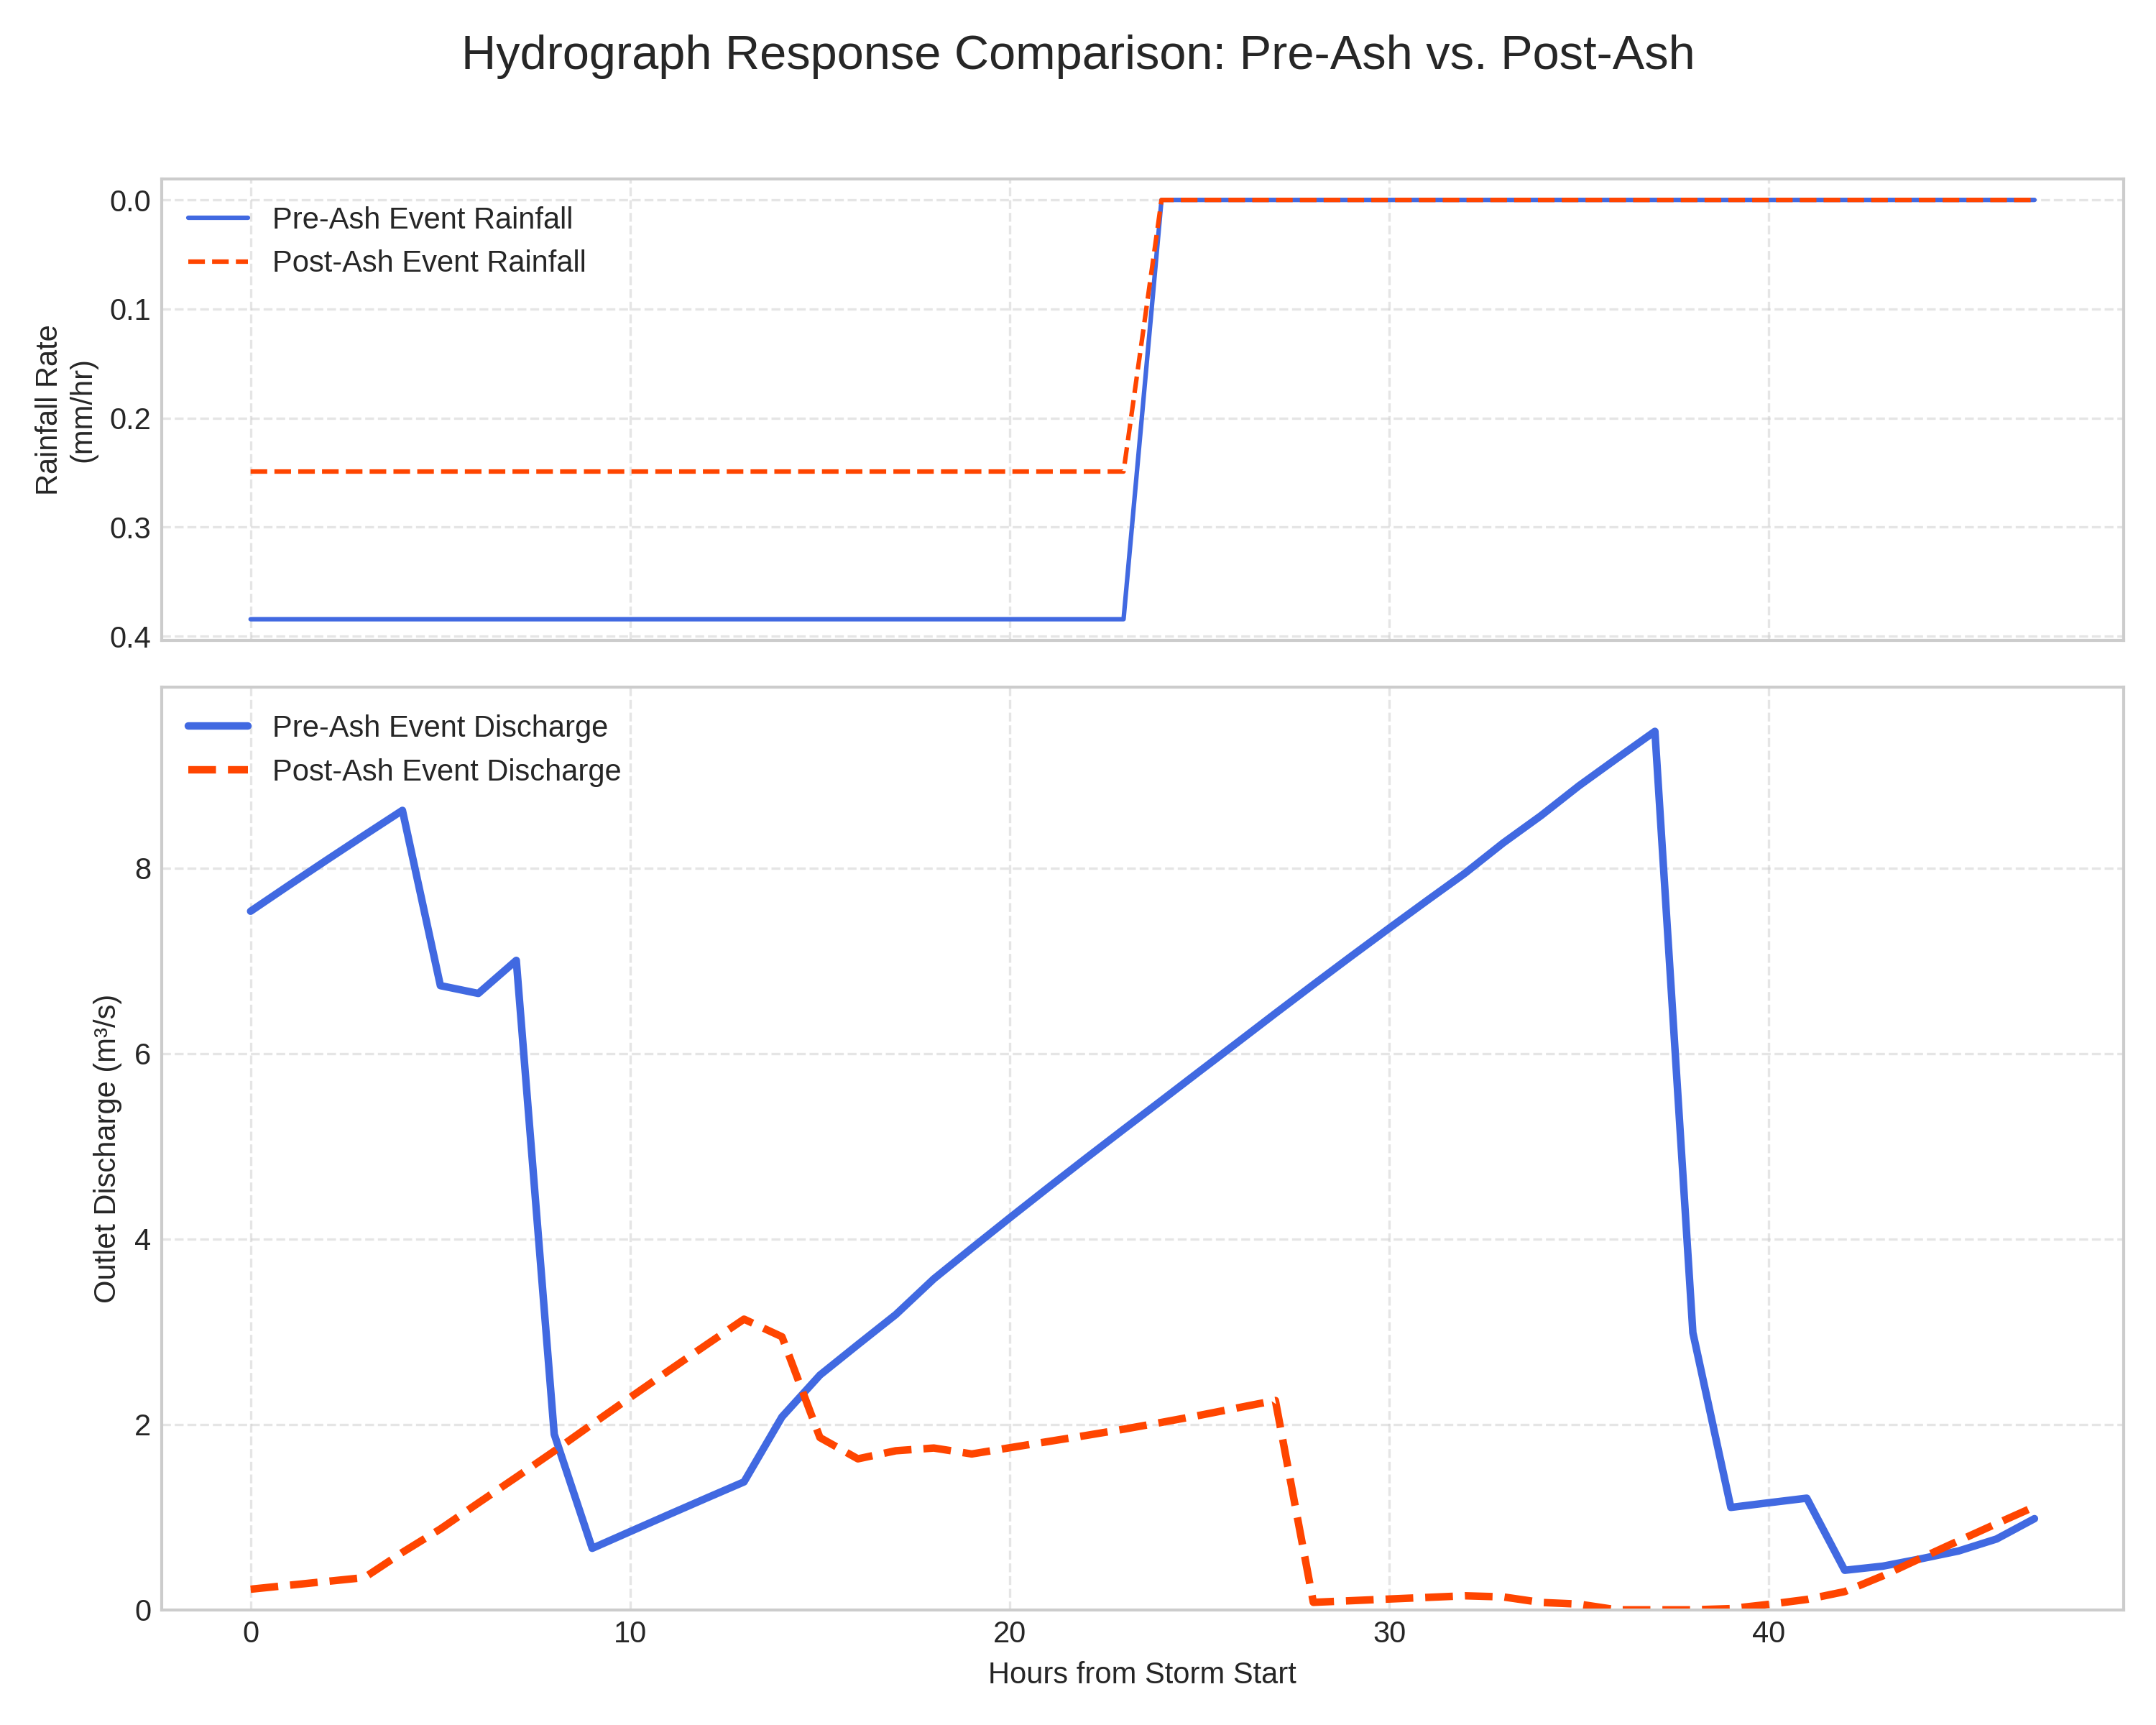 Hydrograph Response Comparison: Pre-Ash vs. Post-Ash
Pre-Ash Event Rainfall
Post-Ash Event Rainfall
0.0
0.1
0.2
0.3
0.4
Rainfall Rate
(mm/hr)
Pre-Ash Event Discharge
Post-Ash Event Discharge
8
6
4
2
0
Outlet Discharge (m³/s)
0
10
20
30
40
Hours from Storm Start